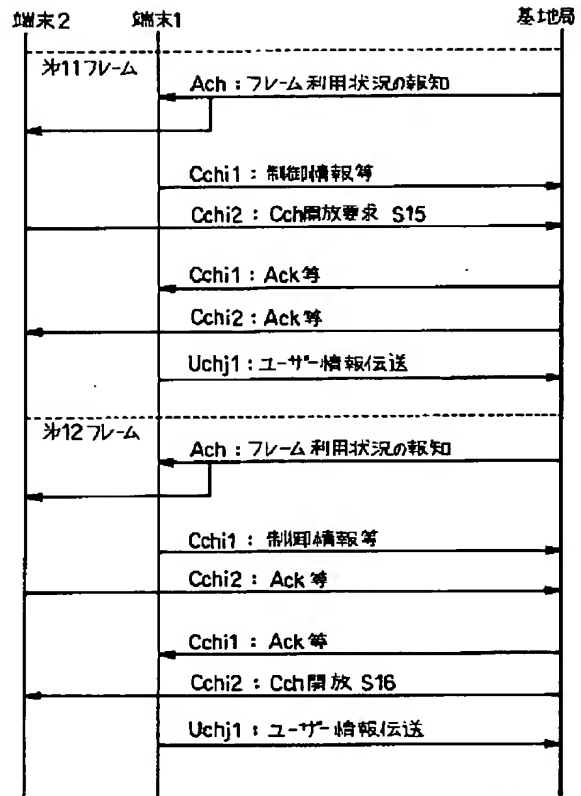 端末2 端末1 基地局
第11フレーム
Ach：フレーム利用状況の報知
Cchi1：制御情報等
Cchi2：Cch開放要求 S15
Cchi1：Ack等
Cchi2：Ack等
Uchj1：ユーザー情報伝送
第12フレーム
Ach：フレーム利用状況の報知
Cchi1：制御情報等
Cchi2：Ack等
Cchi1：Ack等
Cchi2：Cch開放 S16
Uchj1：ユーザー情報伝送